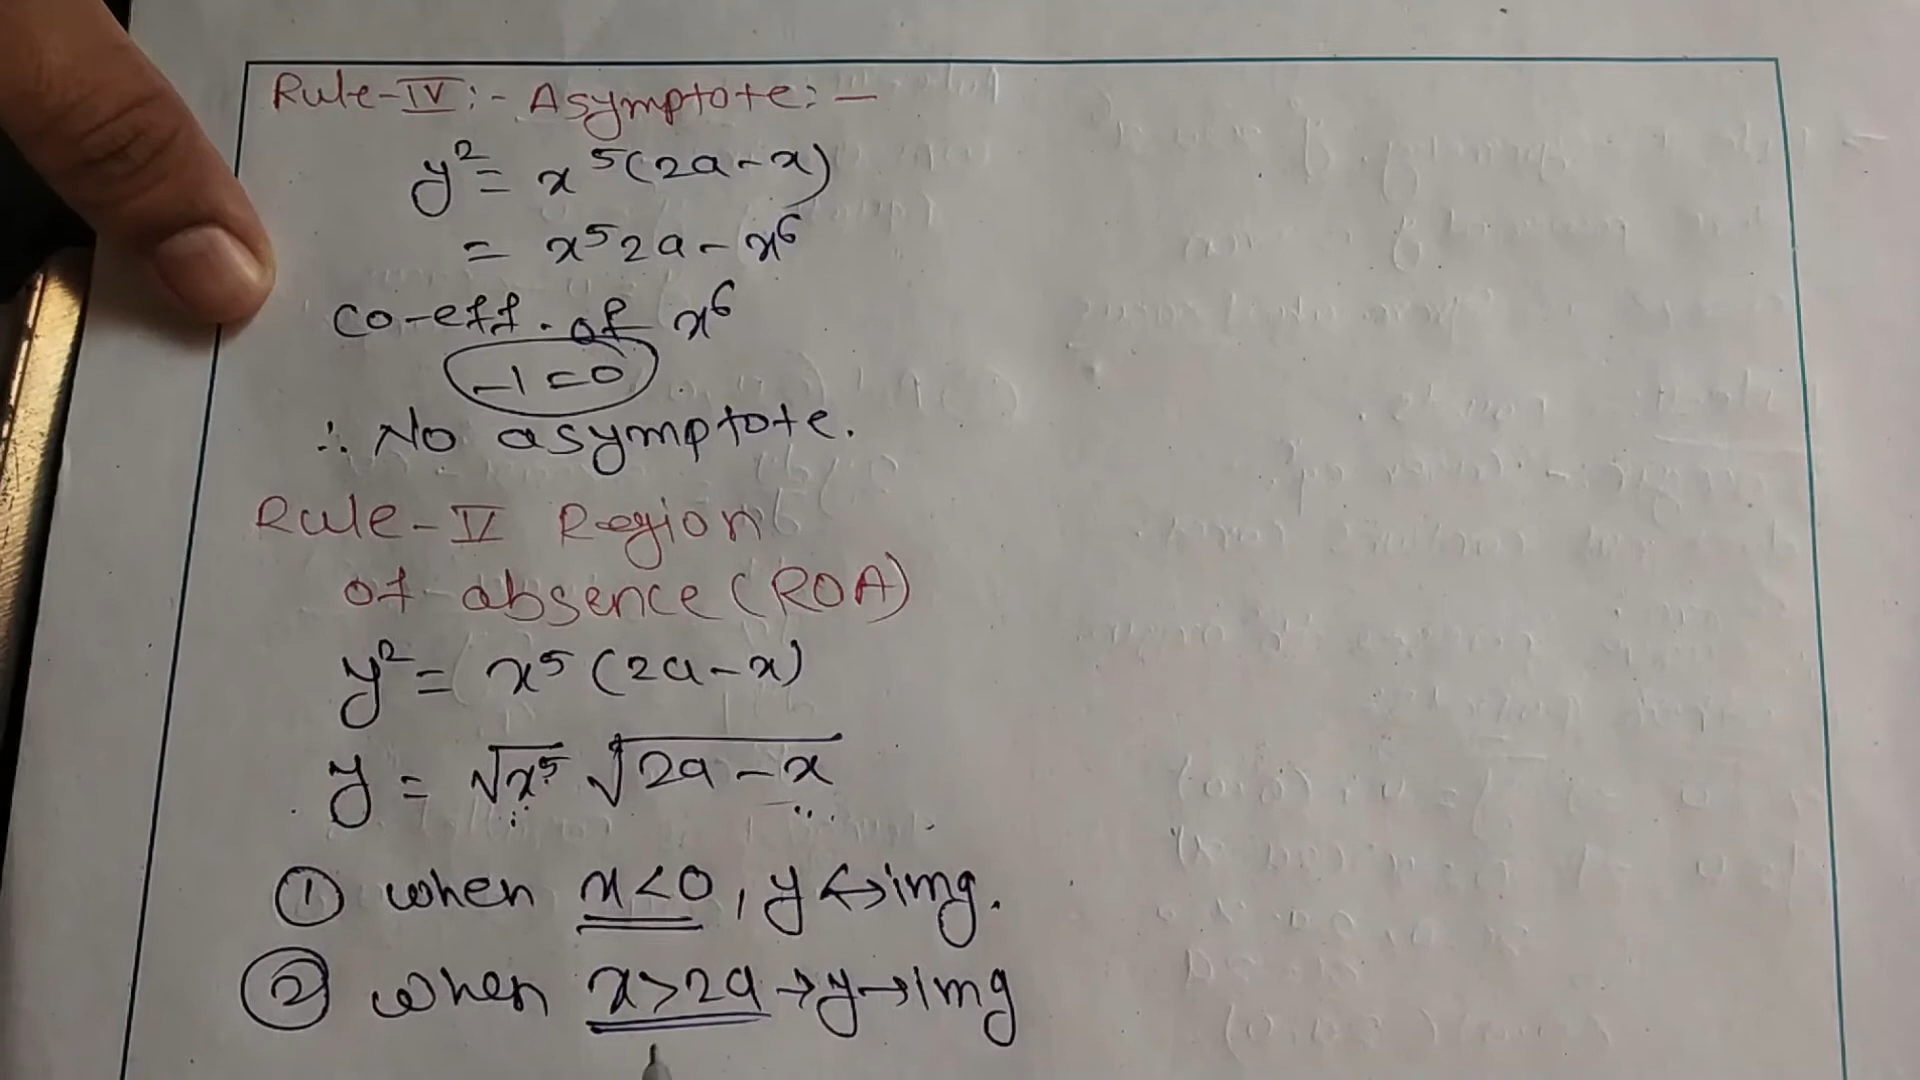 Rule-IV:- Asymptote:-
y² = x⁵(2a-x)
= x⁵2a - x⁶
co-eff. of x⁶
-1=0
∴ No asymptote.
Rule-V Region
of absence (ROA)
y² = x⁵ (2a-x)
y = √x⁵ √2a-x
① when x<0, y↔img.
② when x>2a→y→img